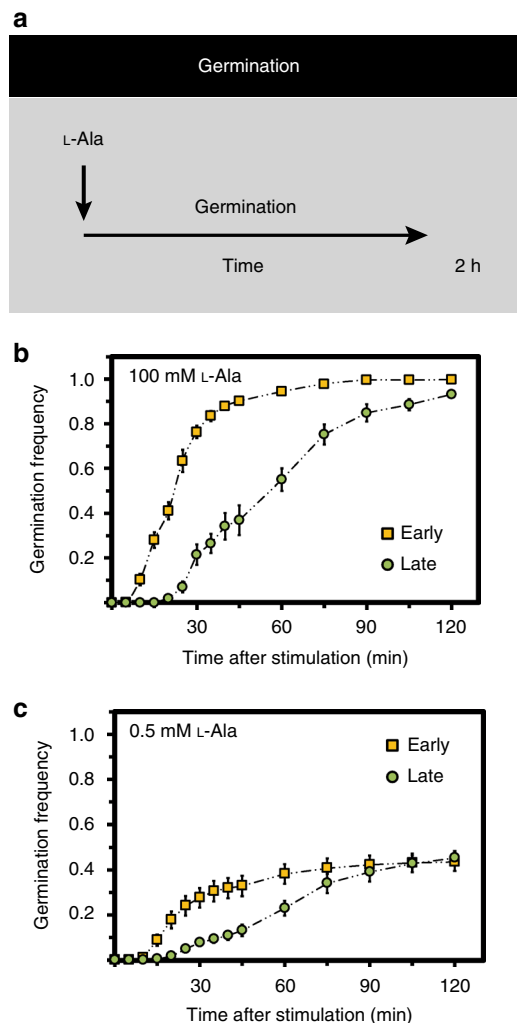 a
Germination
L-Ala
Germination
Time
2 h
b
100 mM L-Ala
1.0
0.8
0.6
0.4
0.2
Germination frequency
Early
Late
30
60
90
120
Time after stimulation (min)
c
0.5 mM L-Ala
1.0
0.8
0.6
0.4
0.2
Germination frequency
Early
Late
30
60
90
120
Time after stimulation (min)